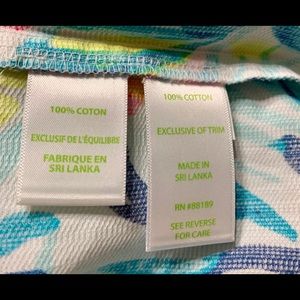 100% COTON
EXCLUSIF DE L'ÉQUILIBRE
FABRIQUE EN
SRI LANKA
100% COTTON
EXCLUSIVE OF TRIM
MADE IN
SRI LANKA
RN #88189
SEE REVERSE
FOR CARE